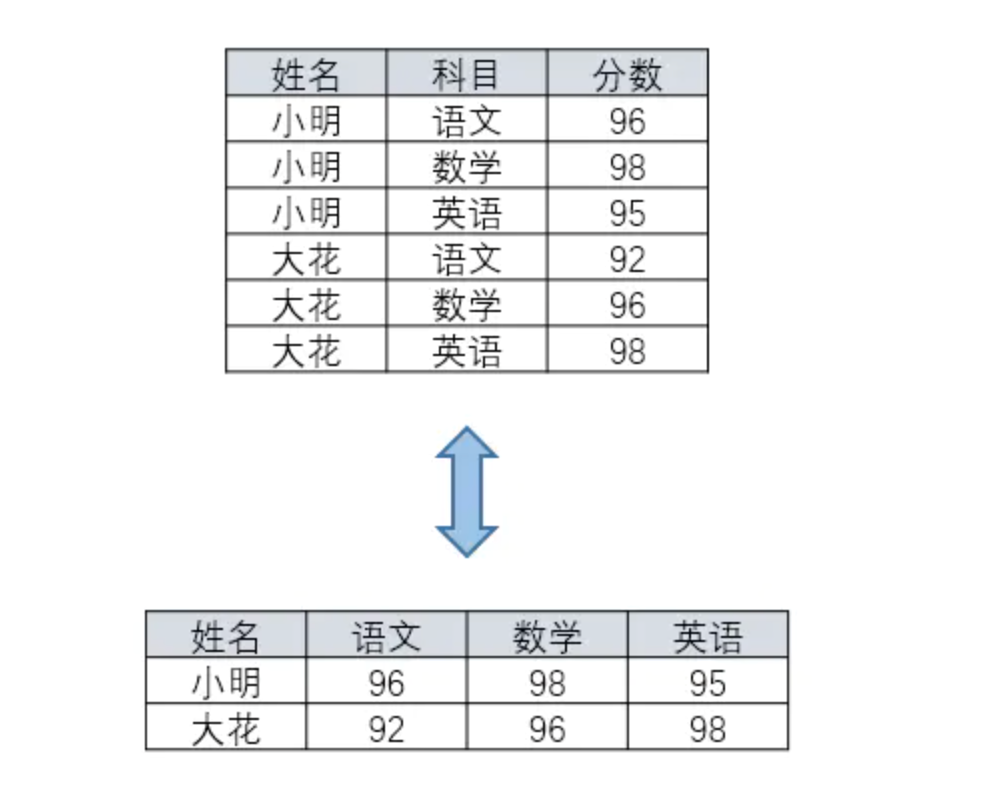 姓名 科目 分数
小明 语文 96
小明 数学 98
小明 英语 95
大花 语文 92
大花 数学 96
大花 英语 98
姓名 语文 数学 英语
小明 96 98 95
大花 92 96 98